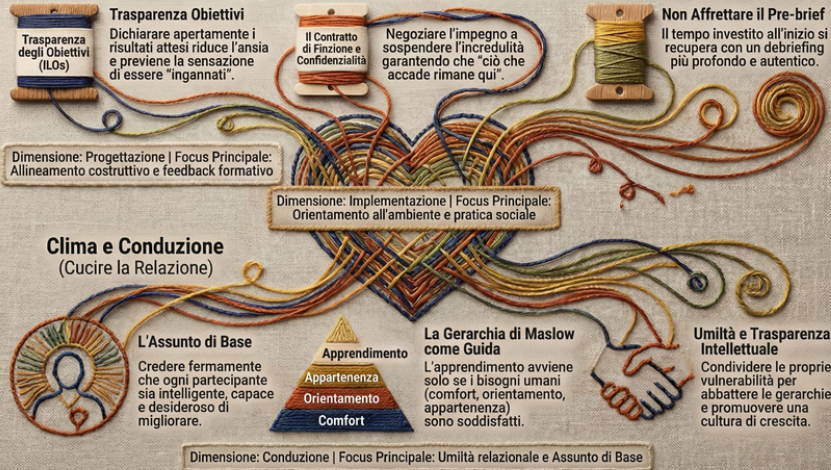 Trasparenza Obiettivi
Trasparenza
degli Obiettivi
(ILOs)
Dichiarare apertamente i
risultati attesi riduce l'ansia
e previene la sensazione
di essere “ingannati”.
Il Contratto
di Finzione e
Confidenzialità
Negoziare l'impegno a
sospendere l'incredulità
garantendo che “ciò che
accade rimane qui”.
Non Affrettare il Pre-brief
Il tempo investito all'inizio si
recupera con un debriefing
più profondo e autentico.
Dimensione: Progettazione | Focus Principale:
Allineamento costruttivo e feedback formativo
Dimensione: Implementazione | Focus Principale:
Orientamento all'ambiente e pratica sociale
Clima e Conduzione
(Cucire la Relazione)
L'Assunto di Base
Credere fermamente
che ogni partecipante
sia intelligente, capace
e desideroso di
migliorare.
Apprendimento
Appartenenza
Orientamento
Comfort
La Gerarchia di Maslow
come Guida
L'apprendimento avviene
solo se i bisogni umani
(comfort, orientamento,
appartenenza)
sono soddisfatti.
Umiltà e Trasparenza
Intellettuale
Condividere le proprie
vulnerabilità per
abbattere le gerarchie
e promuovere una
cultura di crescita.
Dimensione: Conduzione | Focus Principale: Umiltà relazionale e Assunto di Base